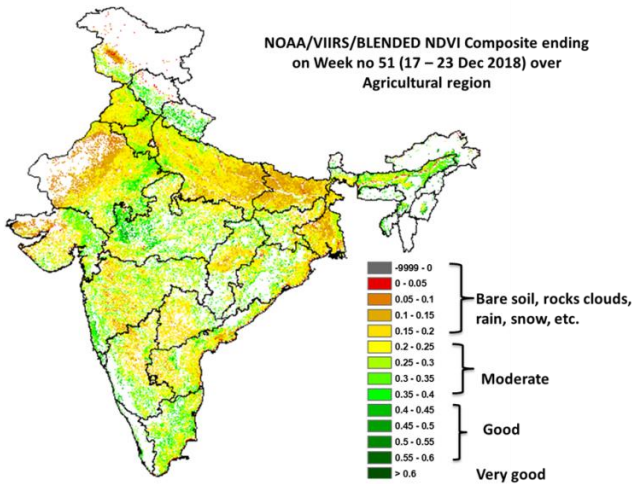 NOAA/VIIRS/BLENDED NDVI Composite ending
on Week no 51 (17 – 23 Dec 2018) over
Agricultural region
-9999 - 0
0 - 0.05
0.05 - 0.1
0.1 - 0.15
0.15 - 0.2
0.2 - 0.25
0.25 - 0.3
0.3 - 0.35
0.35 - 0.4
0.4 - 0.45
0.45 - 0.5
0.5 - 0.55
0.55 - 0.6
> 0.6
Bare soil, rocks clouds,
rain, snow, etc.
Moderate
Good
Very good